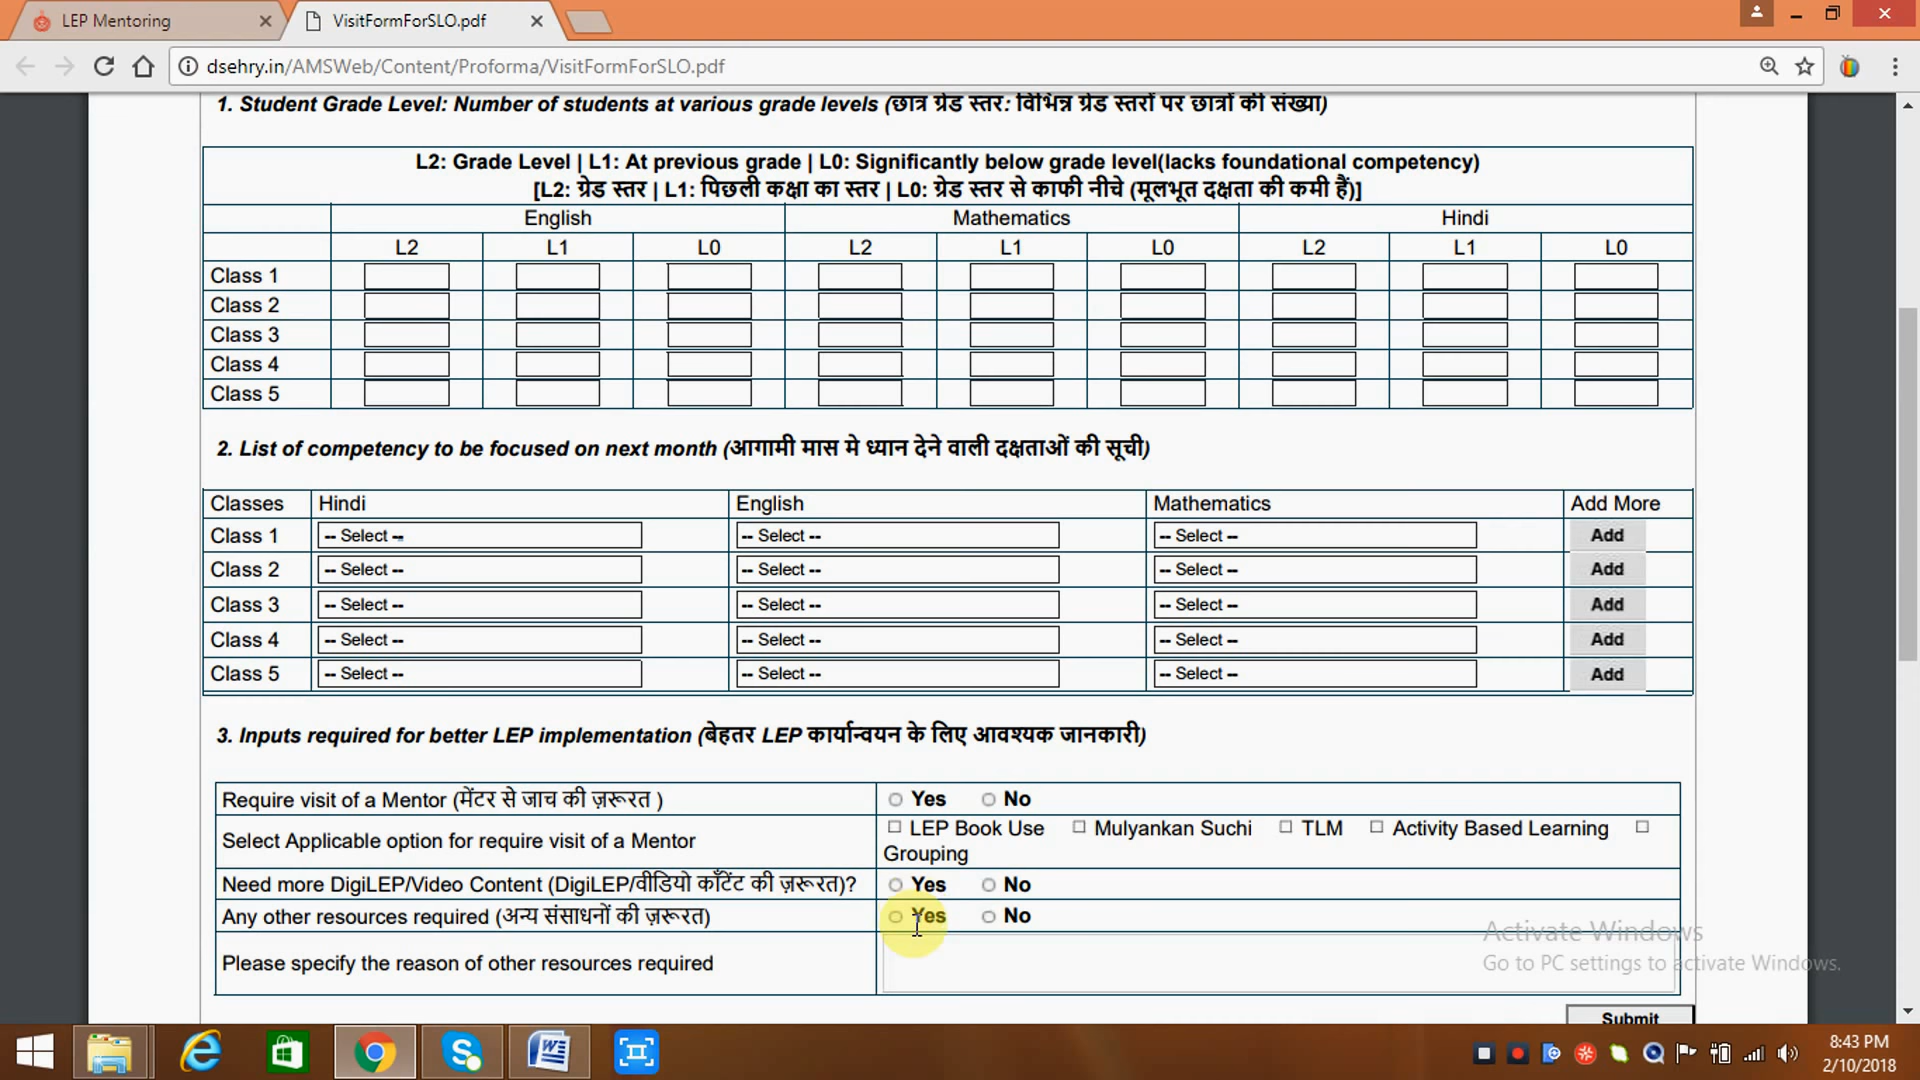 LEP Mentoring
VisitFormForSLO.pdf
dsehry.in/AMSWeb/Content/Proforma/VisitFormForSLO.pdf
1. Student Grade Level: Number of students at various grade levels (छात्र ग्रेड स्तर: विभिन्न ग्रेड स्तरों पर छात्रों की संख्या)
L2: Grade Level | L1: At previous grade | L0: Significantly below grade level(lacks foundational competency)
[L2: ग्रेड स्तर | L1: पिछली कक्षा का स्तर | L0: ग्रेड स्तर से काफी नीचे (मूलभूत दक्षता की कमी हैं)]
English Mathematics Hindi
L2 L1 L0 L2 L1 L0 L2 L1 L0
Class 1
Class 2
Class 3
Class 4
Class 5
2. List of competency to be focused on next month (आगामी मास मे ध्यान देने वाली दक्षताओं की सूची)
Classes Hindi English Mathematics Add More
Class 1 -- Select -- -- Select -- -- Select -- Add
Class 2 -- Select -- -- Select -- -- Select -- Add
Class 3 -- Select -- -- Select -- -- Select -- Add
Class 4 -- Select -- -- Select -- -- Select -- Add
Class 5 -- Select -- -- Select -- -- Select -- Add
3. Inputs required for better LEP implementation (बेहतर LEP कार्यान्वयन के लिए आवश्यक जानकारी)
Require visit of a Mentor (मेंटर से जाच की ज़रूरत ) Yes No
Select Applicable option for require visit of a Mentor LEP Book Use Mulyankan Suchi TLM Activity Based Learning
Grouping
Need more DigiLEP/Video Content (DigiLEP/वीडियो कॉंटेंट की ज़रूरत)? Yes No
Any other resources required (अन्य संसाधनों की ज़रूरत) Yes No
Please specify the reason of other resources required
Activate Windows
Go to PC settings to activate Windows.
Submit
8:43 PM
2/10/2018